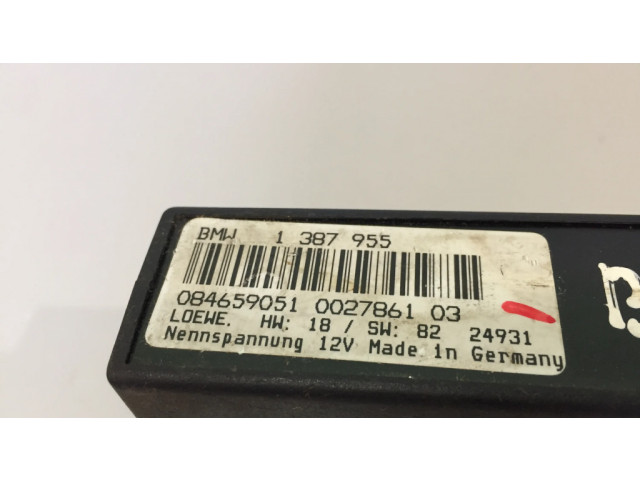 BMW 1 387 955
084659051 0027861 03
LOEWE. HW: 18 / SW: 82 24931
Nennspannung 12V Made in Germany